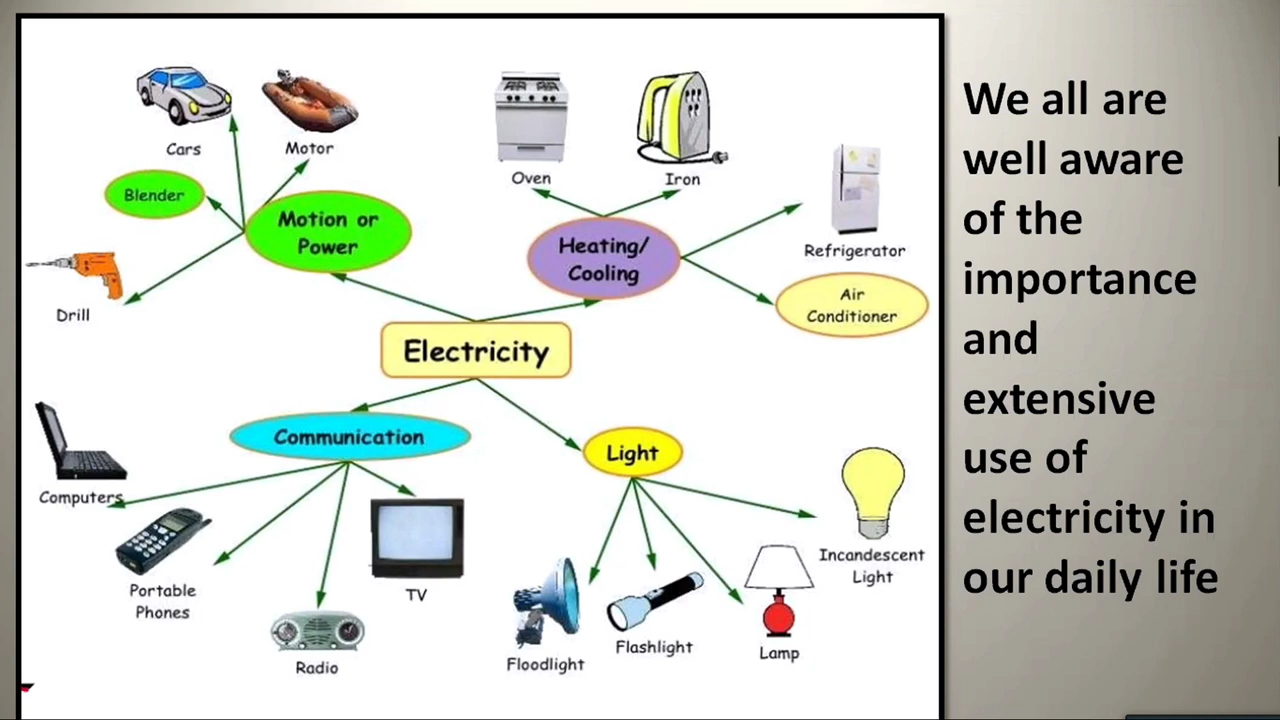 Cars
Motor
Blender
Motion or
Power
Drill
Oven
Iron
Heating/
Cooling
Refrigerator
Air
Conditioner
Electricity
Communication
Computers
Portable
Phones
Radio
TV
Light
Floodlight
Flashlight
Lamp
Incandescent
Light
We all are
well aware
of the
importance
and
extensive
use of
electricity in
our daily life